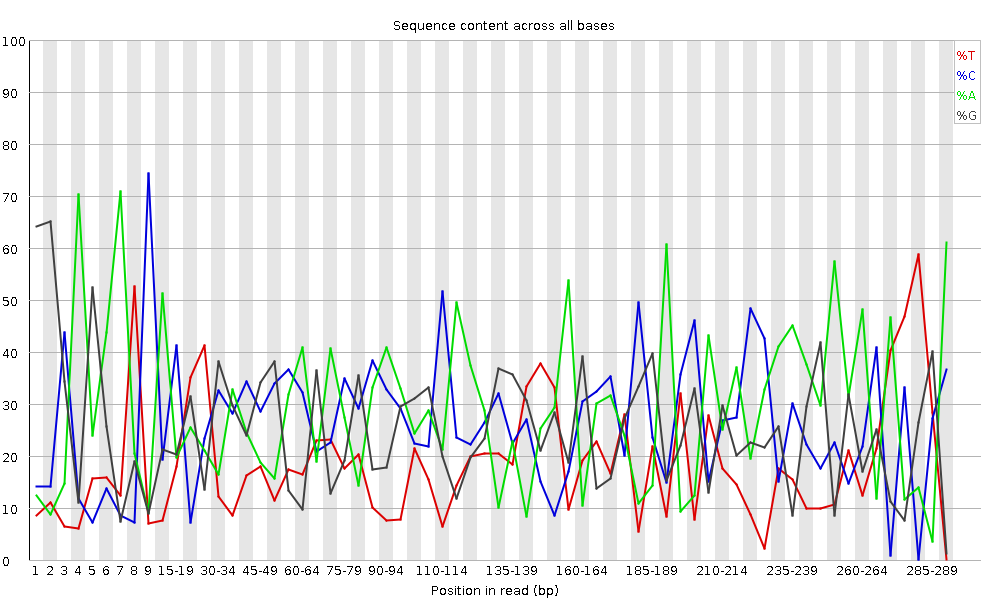 Sequence content across all bases
100
90
80
70
60
50
40
30
20
10
0
%T
%C
%A
%G
1 2 3 4 5 6 7 8 9 15-19 30-34 45-49 60-64 75-79 90-94 110-114 135-139 160-164 185-189 210-214 235-239 260-264 285-289
Position in read (bp)